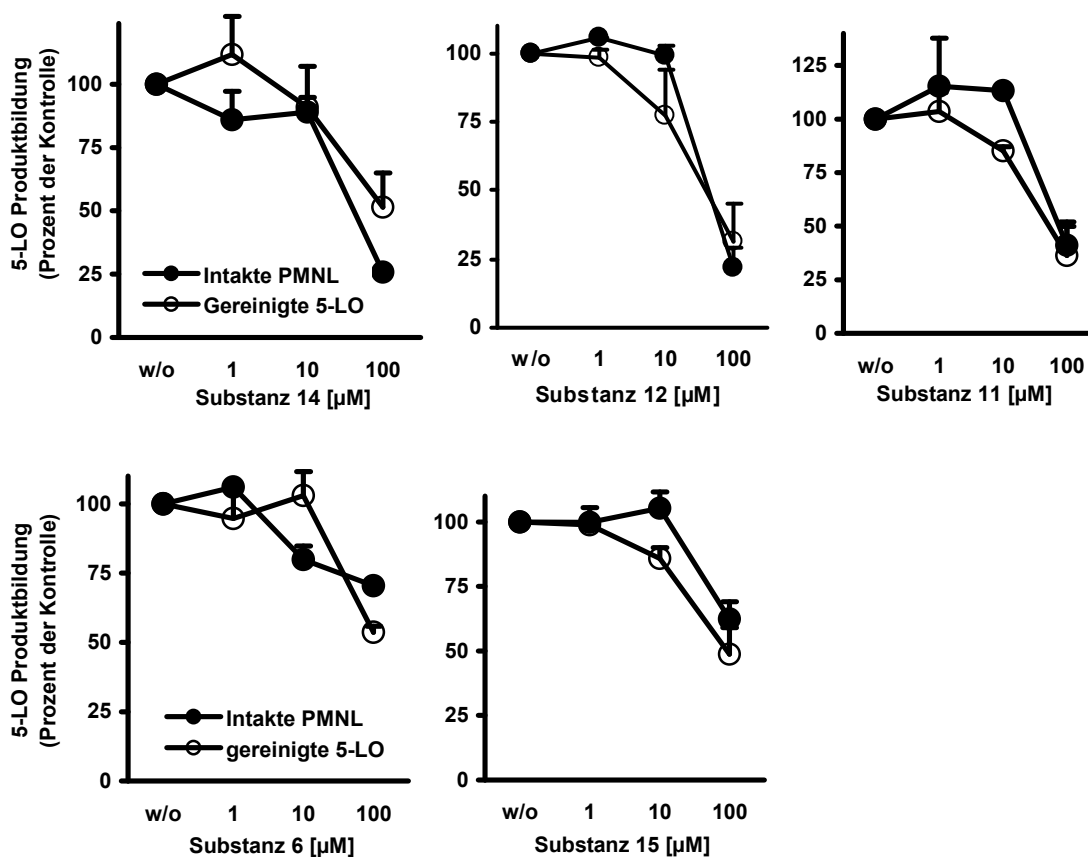 5-LO Produktbildung
(Prozent der Kontrolle)
100
75
50
25
0
Intakte PMNL
Gereinigte 5-LO
w/o 1 10 100
Substanz 14 [µM]
100
75
50
25
0
w/o 1 10 100
Substanz 12 [µM]
125
100
75
50
25
0
w/o 1 10 100
Substanz 11 [µM]
5-LO Produktbildung
(Prozent der Kontrolle)
100
75
50
25
0
Intakte PMNL
gereinigte 5-LO
w/o 1 10 100
Substanz 6 [µM]
100
75
50
25
0
w/o 1 10 100
Substanz 15 [µM]